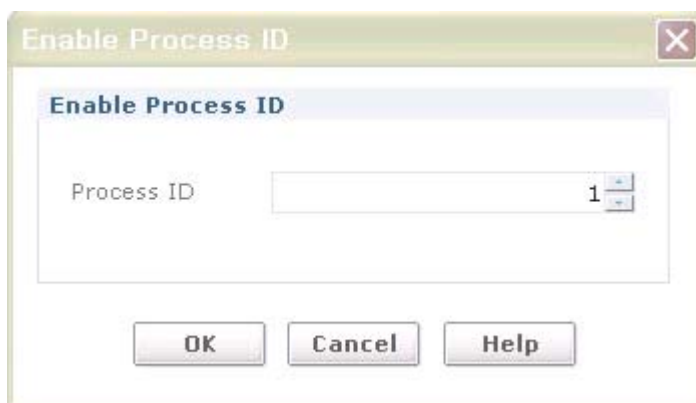 Enable Process ID
Enable Process ID
Process ID 1
OK Cancel Help